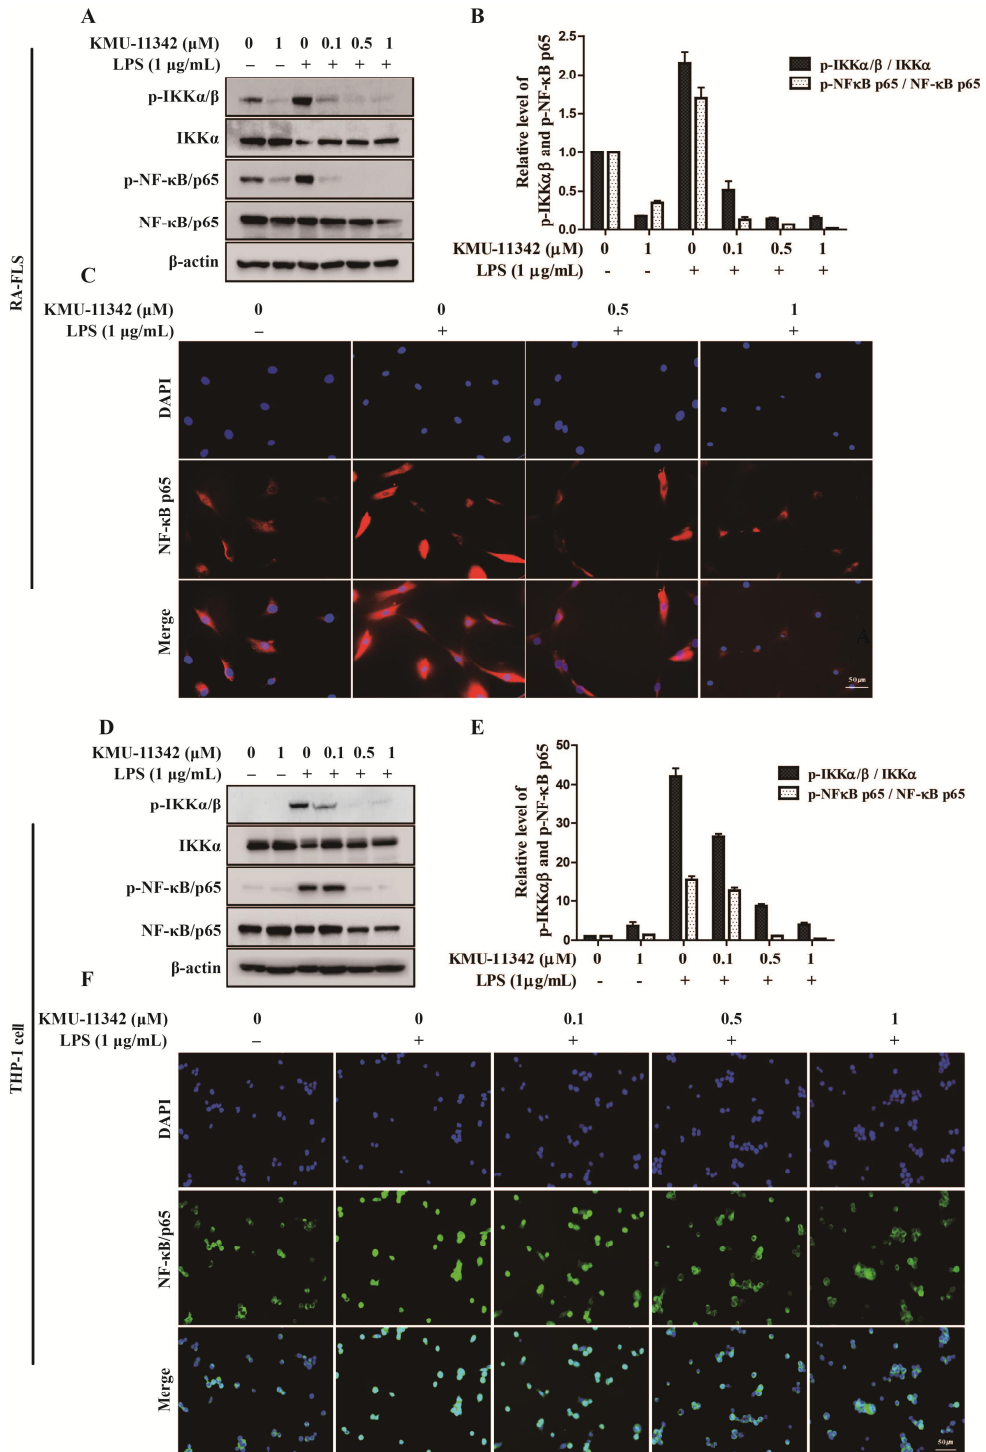 A
KMU-11342 (μM) 0 1 0 0.1 0.5 1
LPS (1 μg/mL) – – + + + +
p-IKKα/β
IKKα
p-NF-κB/p65
NF-κB/p65
β-actin
B
Relative level of
p-IKKαβ and p-NF-κB p65
2.5
2.0
1.5
1.0
0.5
0.0
p-IKKα/β / IKKα
p-NFκB p65 / NF-κB p65
KMU-11342 (μM) 0 1 0 0.1 0.5 1
LPS (1 μg/mL) - - + + + +
RA-FLS
C
KMU-11342 (μM) 0 0 0.5 1
LPS (1 μg/mL) – + + +
DAPI
NF-κB p65
Merge
A
50 μm
D
KMU-11342 (μM) 0 1 0 0.1 0.5 1
LPS (1 μg/mL) – – + + + +
p-IKKα/β
IKKα
p-NF-κB/p65
NF-κB/p65
β-actin
E
Relative level of
p-IKKαβ and p-NF-κB p65
50
40
30
20
10
0
p-IKKα/β / IKKα
p-NFκB p65 / NF-κB p65
KMU-11342 (μM) 0 1 0 0.1 0.5 1
LPS (1μg/mL) - - + + + +
THP-1 cell
F
KMU-11342 (μM) 0 0 0.1 0.5 1
LPS (1 μg/mL) – + + + +
DAPI
NF-κB/p65
Merge
50 μm